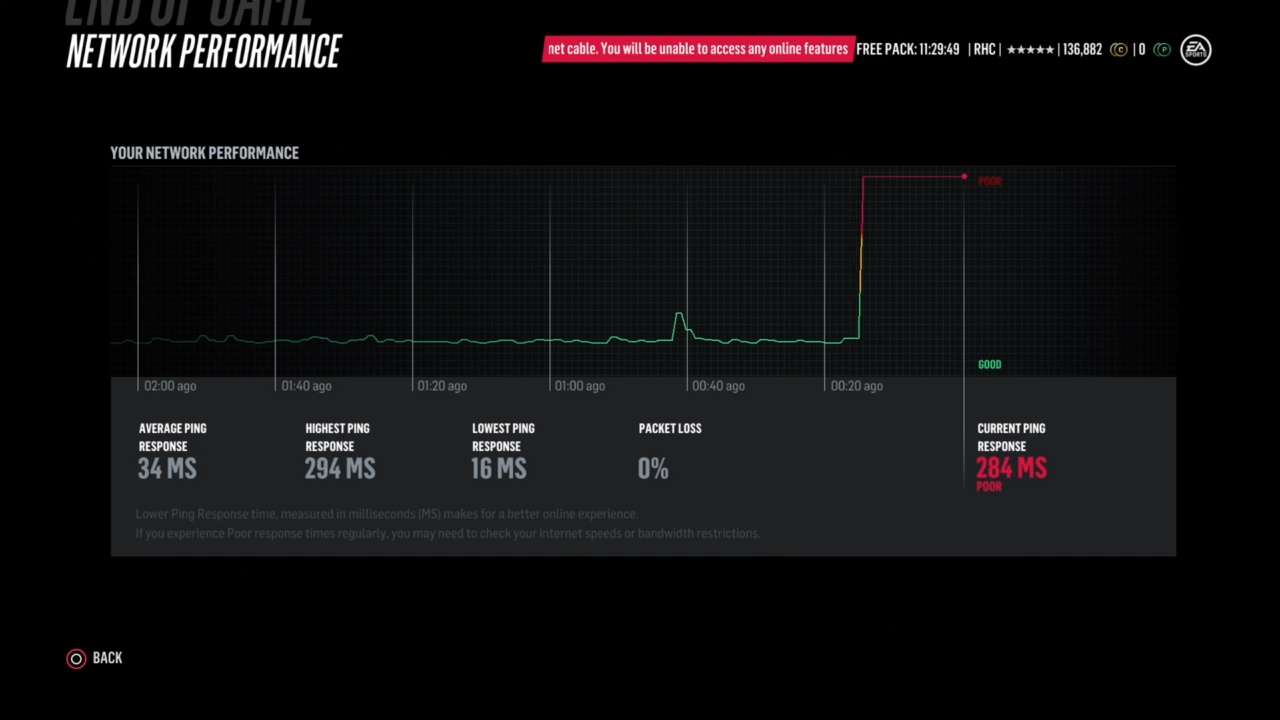 END OF GAME
NETWORK PERFORMANCE
net cable. You will be unable to access any online features
FREE PACK: 11:29:49 | RHC | ★★★★★ | 136,882 C | 0 P
EA SPORTS
YOUR NETWORK PERFORMANCE
POOR
GOOD
02:00 ago 01:40 ago 01:20 ago 01:00 ago 00:40 ago 00:20 ago
AVERAGE PING RESPONSE
34 MS
HIGHEST PING RESPONSE
294 MS
LOWEST PING RESPONSE
16 MS
PACKET LOSS
0%
CURRENT PING RESPONSE
284 MS
POOR
Lower Ping Response time, measured in milliseconds (MS) makes for a better online experience.
If you experience Poor response times regularly, you may need to check your internet speeds or bandwidth restrictions.
BACK